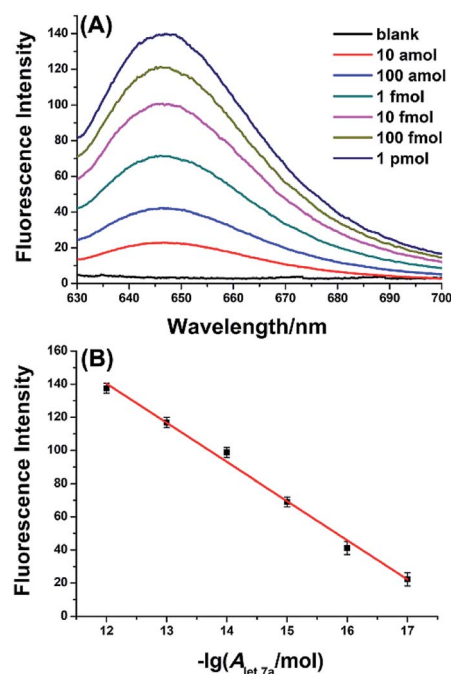 (A)
blank
10 amol
100 amol
1 fmol
10 fmol
100 fmol
1 pmol
Fluorescence Intensity
140
120
100
80
60
40
20
0
630 640 650 660 670 680 690 700
Wavelength/nm
(B)
Fluorescence Intensity
160
140
120
100
80
60
40
20
0
12 13 14 15 16 17
-lg(A let 7a/mol)